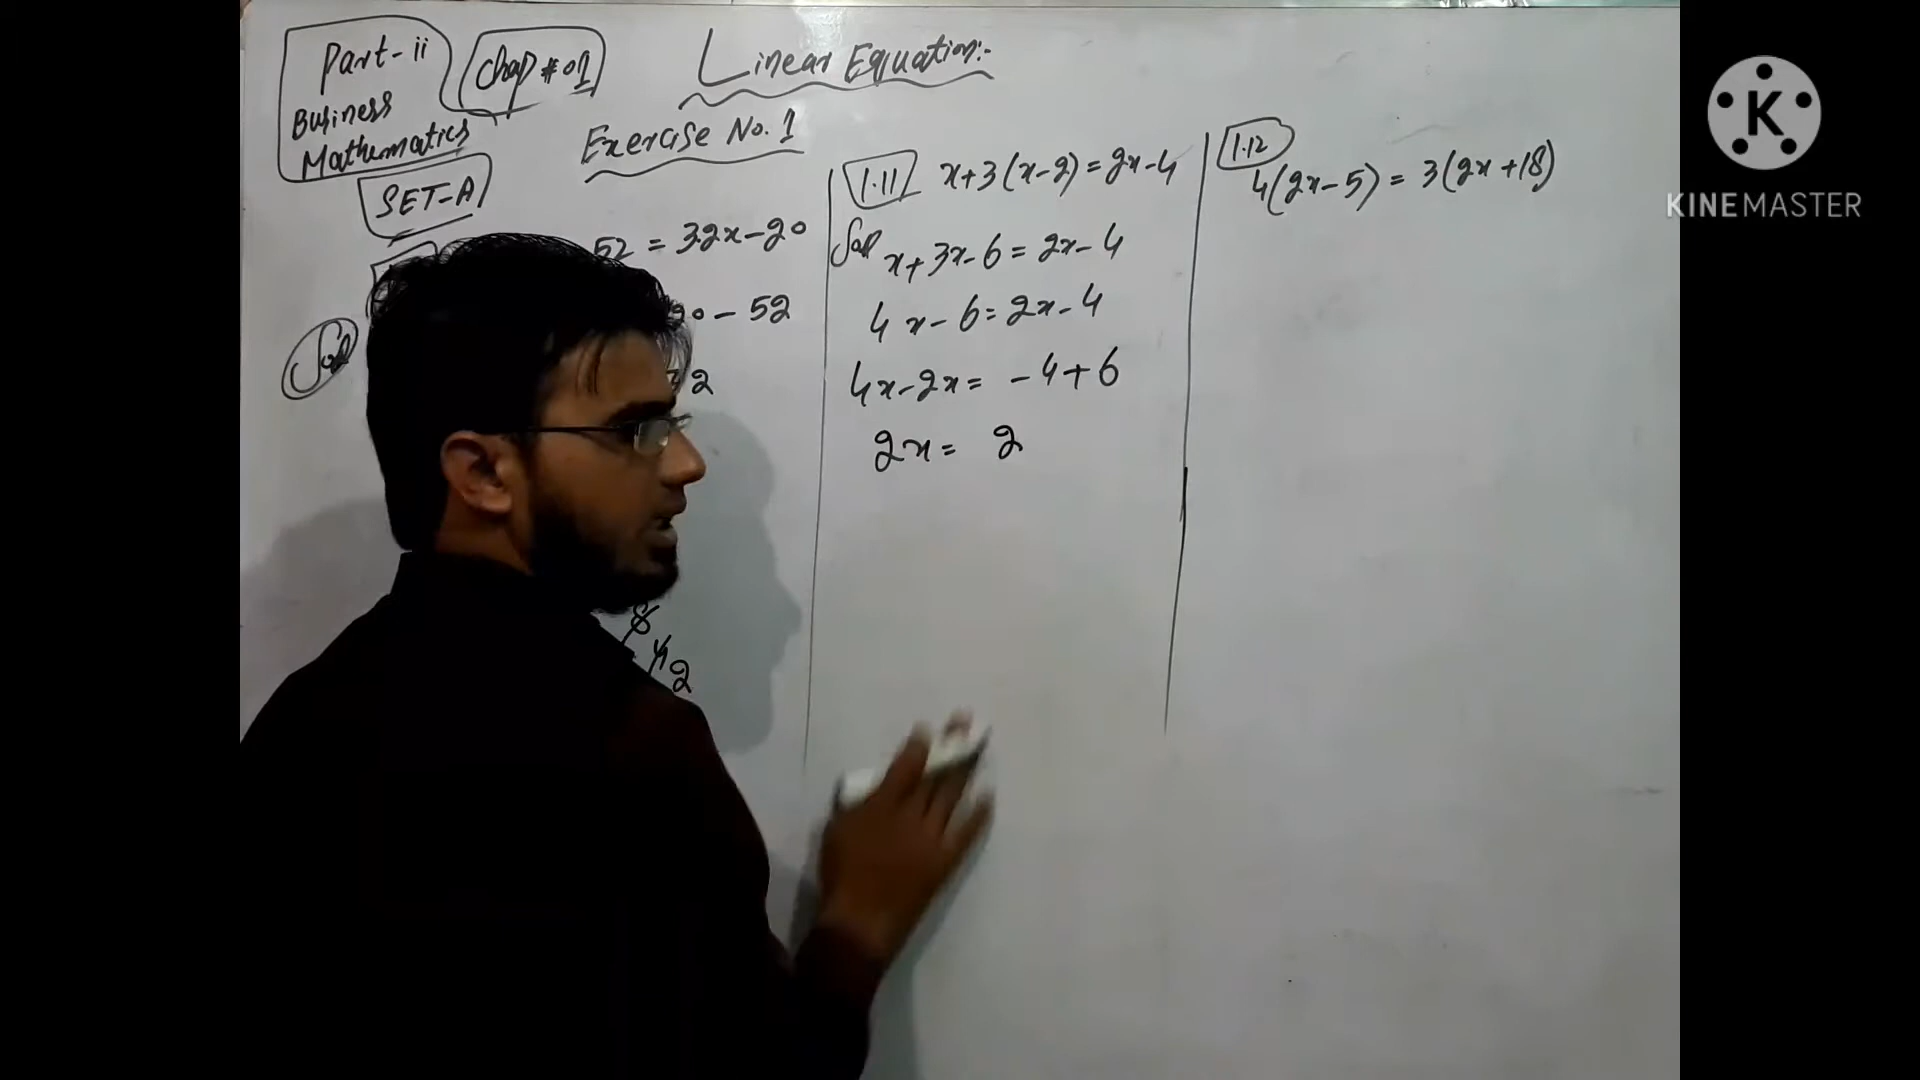 Part-ii
Business
Mathematics
Chap # 01
Linear Equation:-
Exercise No. 1
SET-A
52 = 32x-20
- 52
2
8
2
1.11 x+3(x-2)=2x-4
Sol x+3x-6=2x-4
4x-6=2x-4
4x-2x= -4+6
2x= 2
1.12
4(2x-5) = 3(2x+18)
Sol
K
KINEMASTER